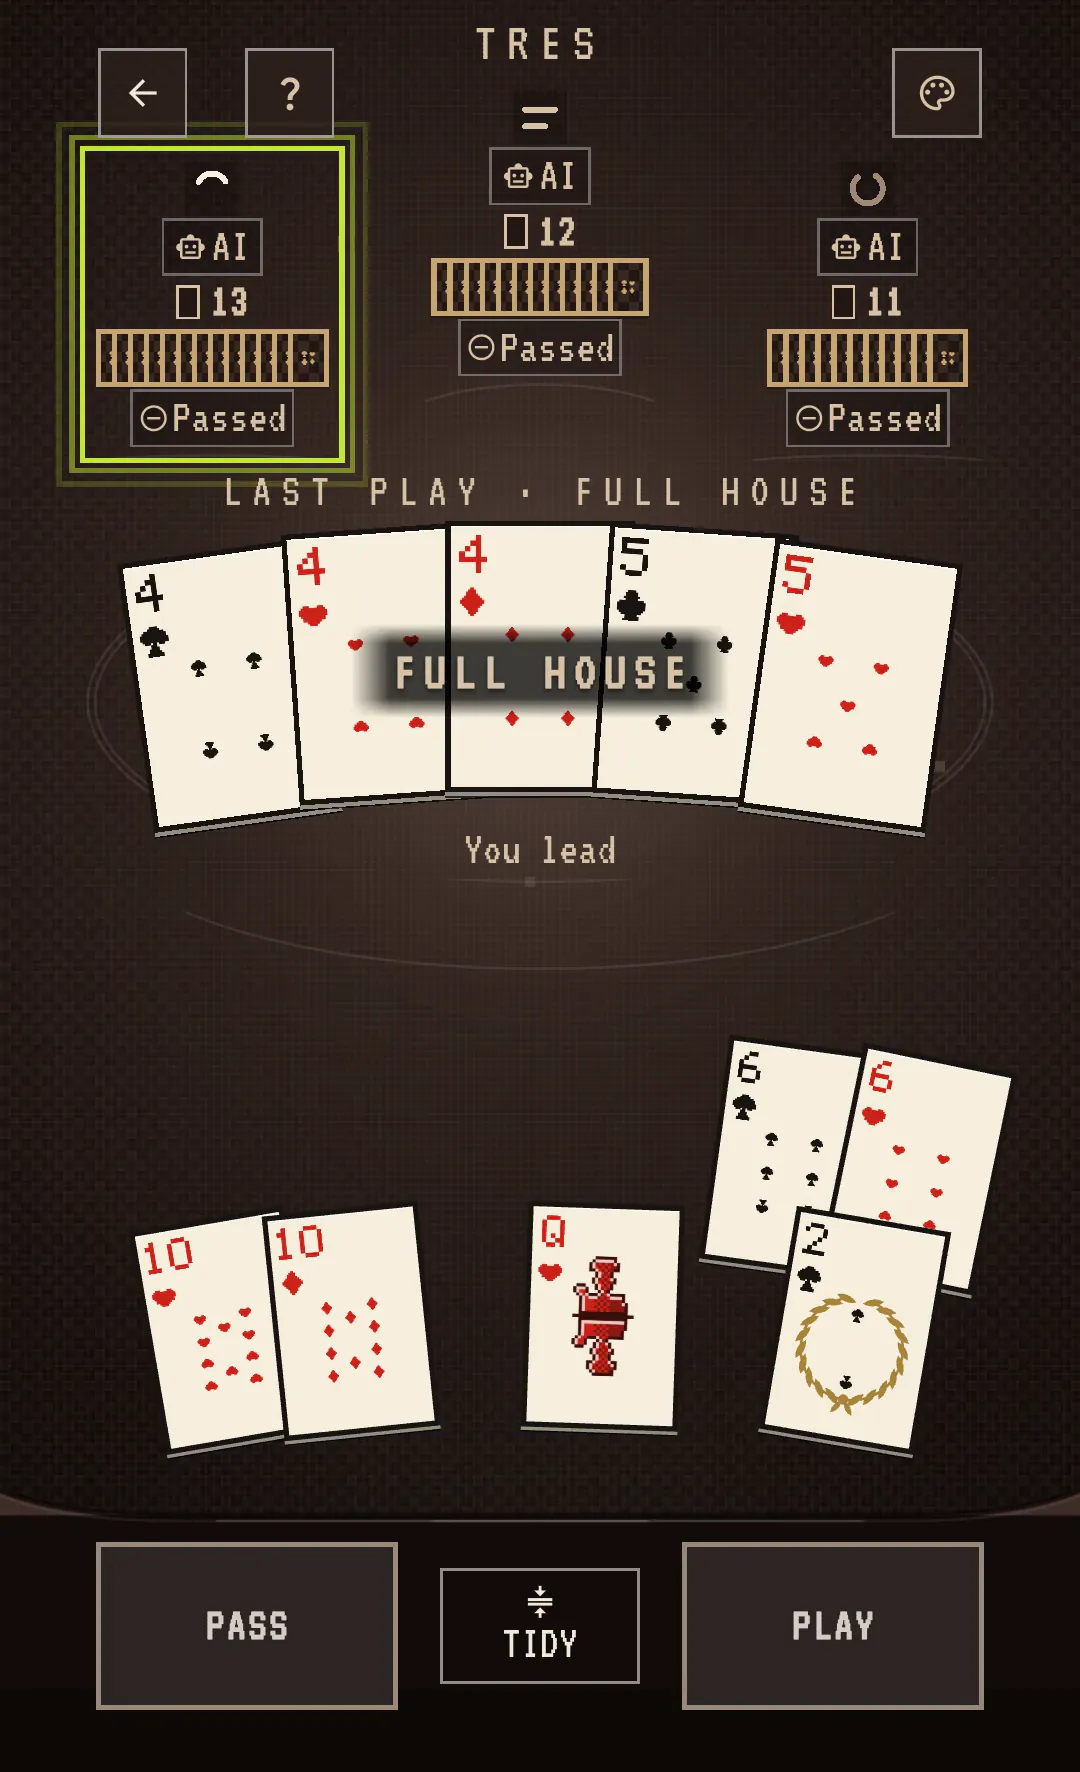 TRES
?
AI
12
Passed
AI
13
Passed
AI
11
Passed
LAST PLAY · FULL HOUSE
4
4
4
5
5
FULL HOUSE
You lead
6
6
10
10
Q
2
PASS
TIDY
PLAY